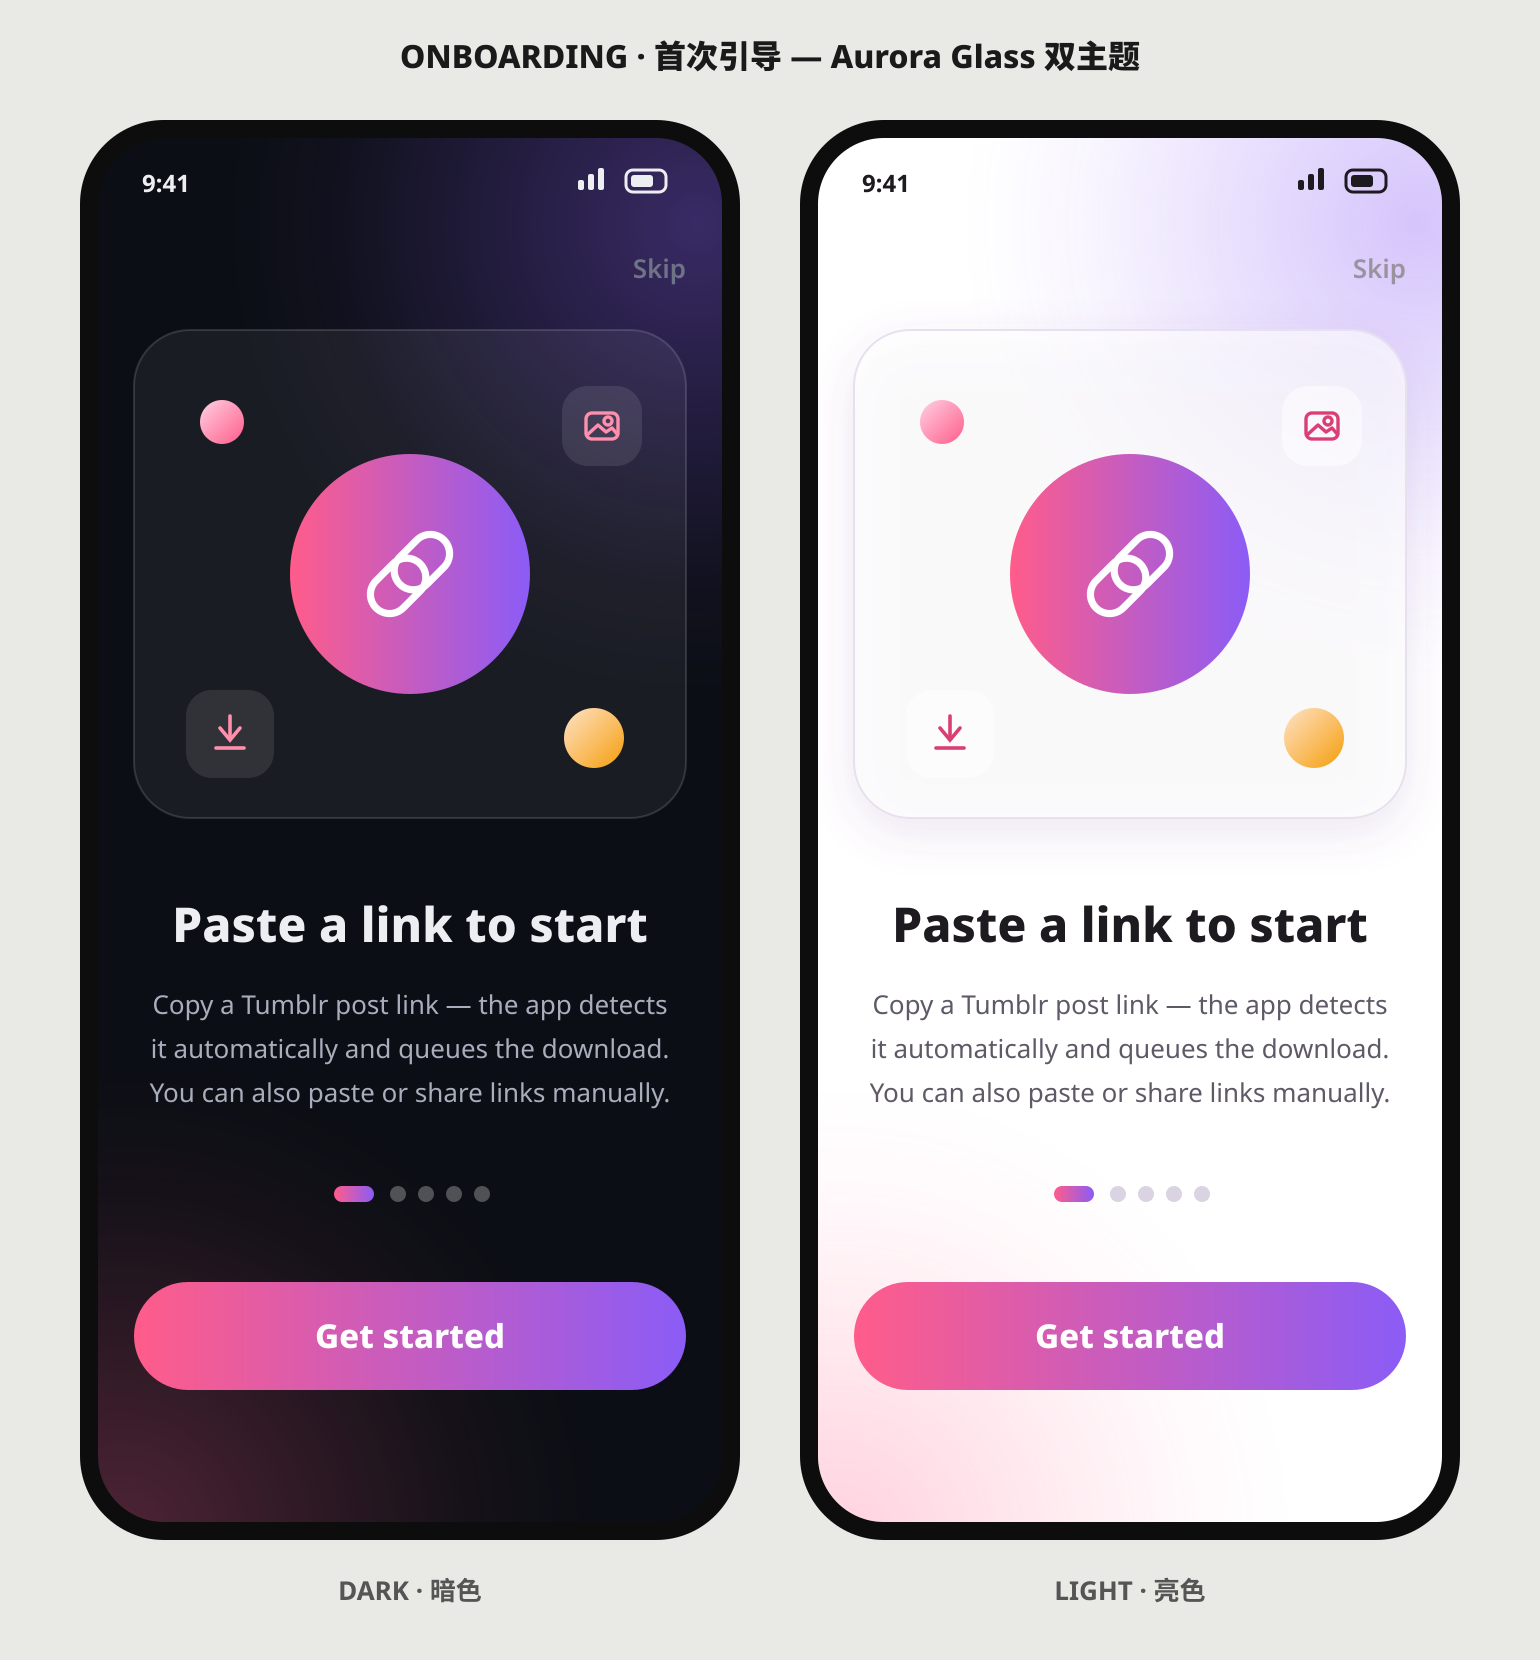 ONBOARDING · 首次引导 — Aurora Glass 双主题
9:41
Skip
Paste a link to start
Copy a Tumblr post link — the app detects
it automatically and queues the download.
You can also paste or share links manually.
Get started
DARK · 暗色
9:41
Skip
Paste a link to start
Copy a Tumblr post link — the app detects
it automatically and queues the download.
You can also paste or share links manually.
Get started
LIGHT · 亮色